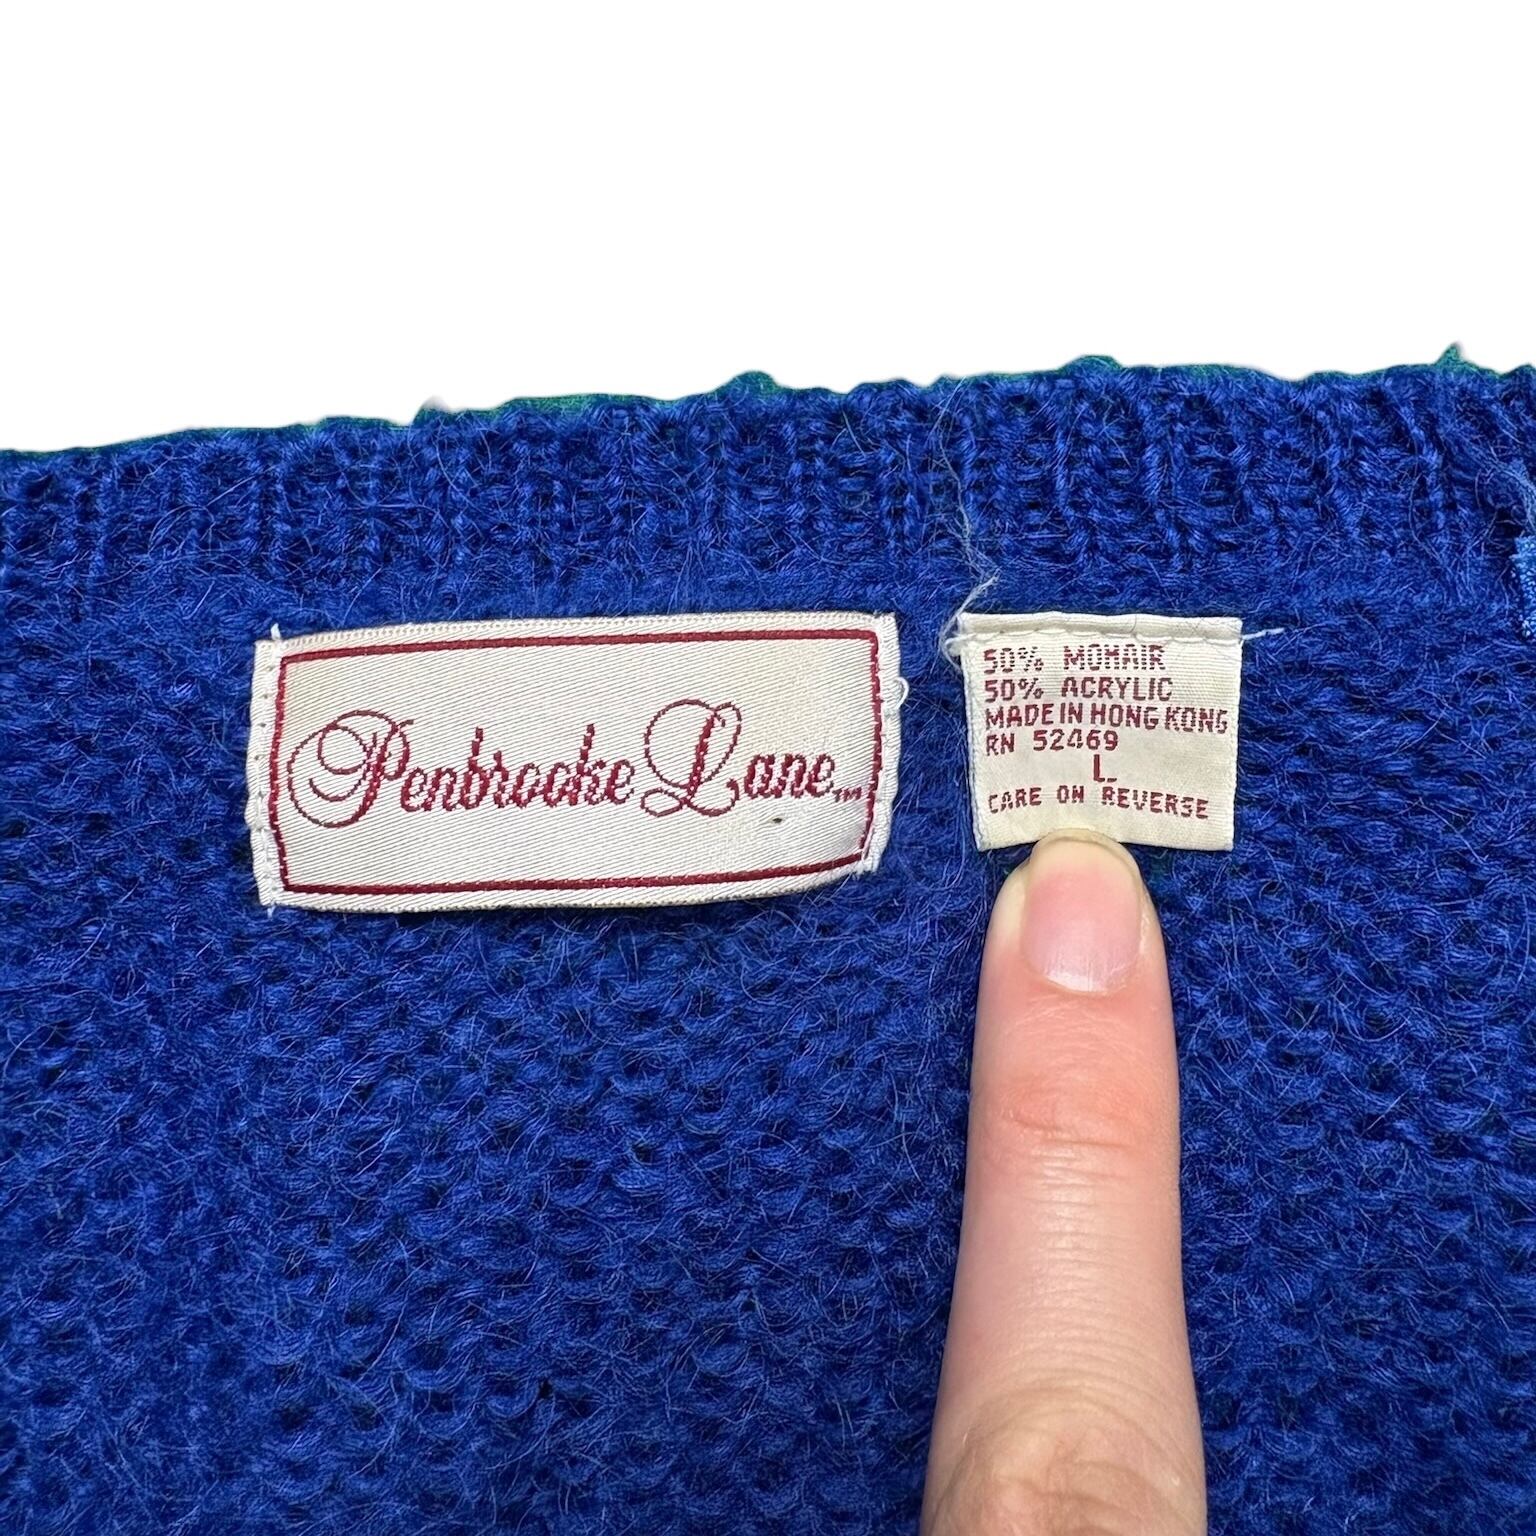 Penbrooke Lane™
50% MOHAIR
50% ACRYLIC
MADE IN HONG KONG
RN 52469
L
CARE ON REVERSE